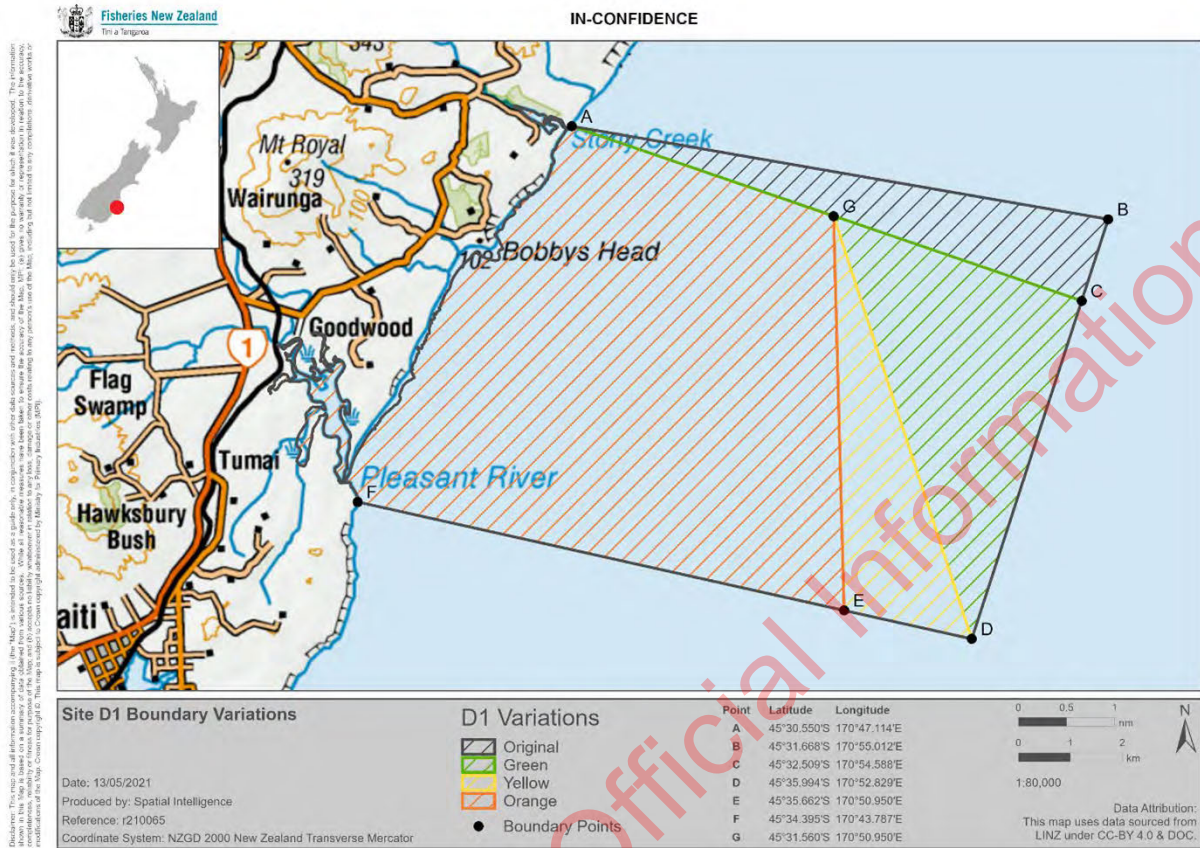 Fisheries New Zealand
Tini a Tangaroa
IN-CONFIDENCE
343
A
Stony Creek
Mt Royal
319
100
Wairunga
G
B
102
Bobbys Head
C
Goodwood
1
Flag
Swamp
Tumai
Pleasant River
F
Hawksbury
Bush
E
D
aiti
Official Information
Site D1 Boundary Variations
Date: 13/05/2021
Produced by: Spatial Intelligence
Reference: r210065
Coordinate System: NZGD 2000 New Zealand Transverse Mercator
D1 Variations
Original
Green
Yellow
Orange
Boundary Points
Point Latitude Longitude
A 45°30.550'S 170°47.114'E
B 45°31.668'S 170°55.012'E
C 45°32.509'S 170°54.588'E
D 45°35.994'S 170°52.829'E
E 45°35.662'S 170°50.950'E
F 45°34.395'S 170°43.787'E
G 45°31.560'S 170°50.950'E
0 0.5 1
nm
0 1 2
km
1:80,000
N
Data Attribution:
This map uses data sourced from
LINZ under CC-BY 4.0 & DOC.